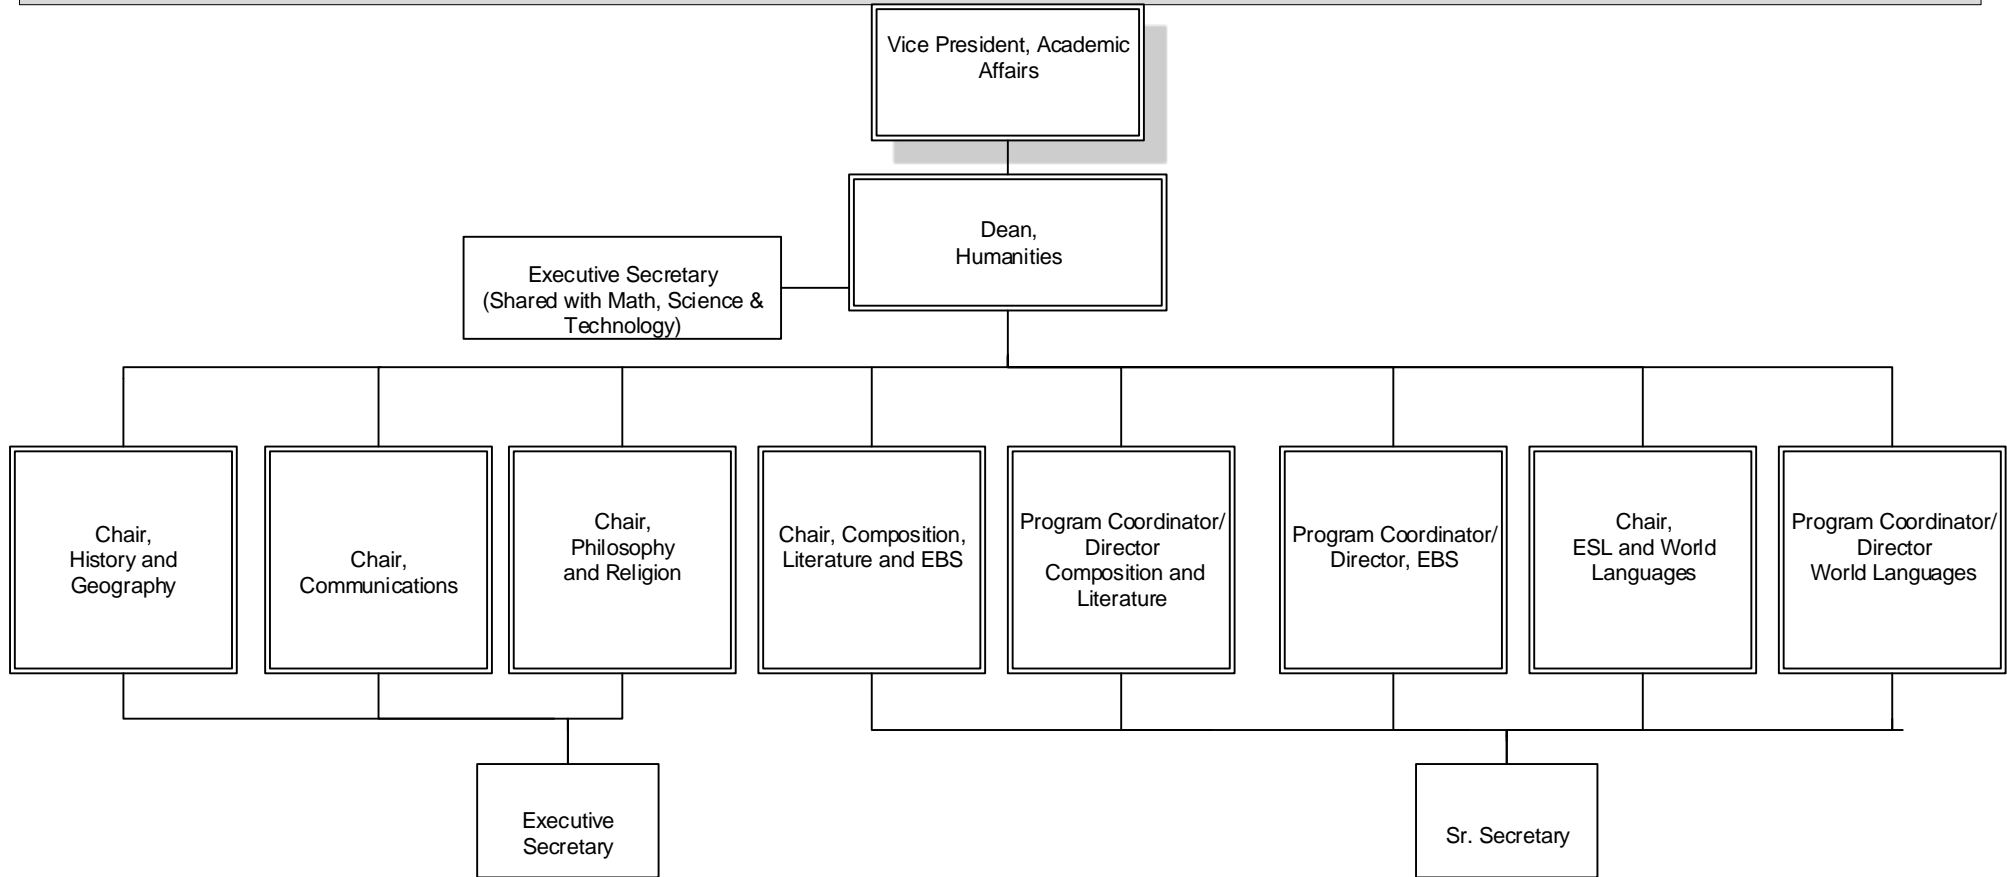 Vice President, Academic
Affairs
Dean,
Humanities
Executive Secretary
(Shared with Math, Science &
Technology)
Chair,
History and
Geography
Chair,
Communications
Chair,
Philosophy
and Religion
Chair, Composition,
Literature and EBS
Program Coordinator/
Director
Composition and
Literature
Program Coordinator/
Director, EBS
Chair,
ESL and World
Languages
Program Coordinator/
Director
World Languages
Executive
Secretary
Sr. Secretary